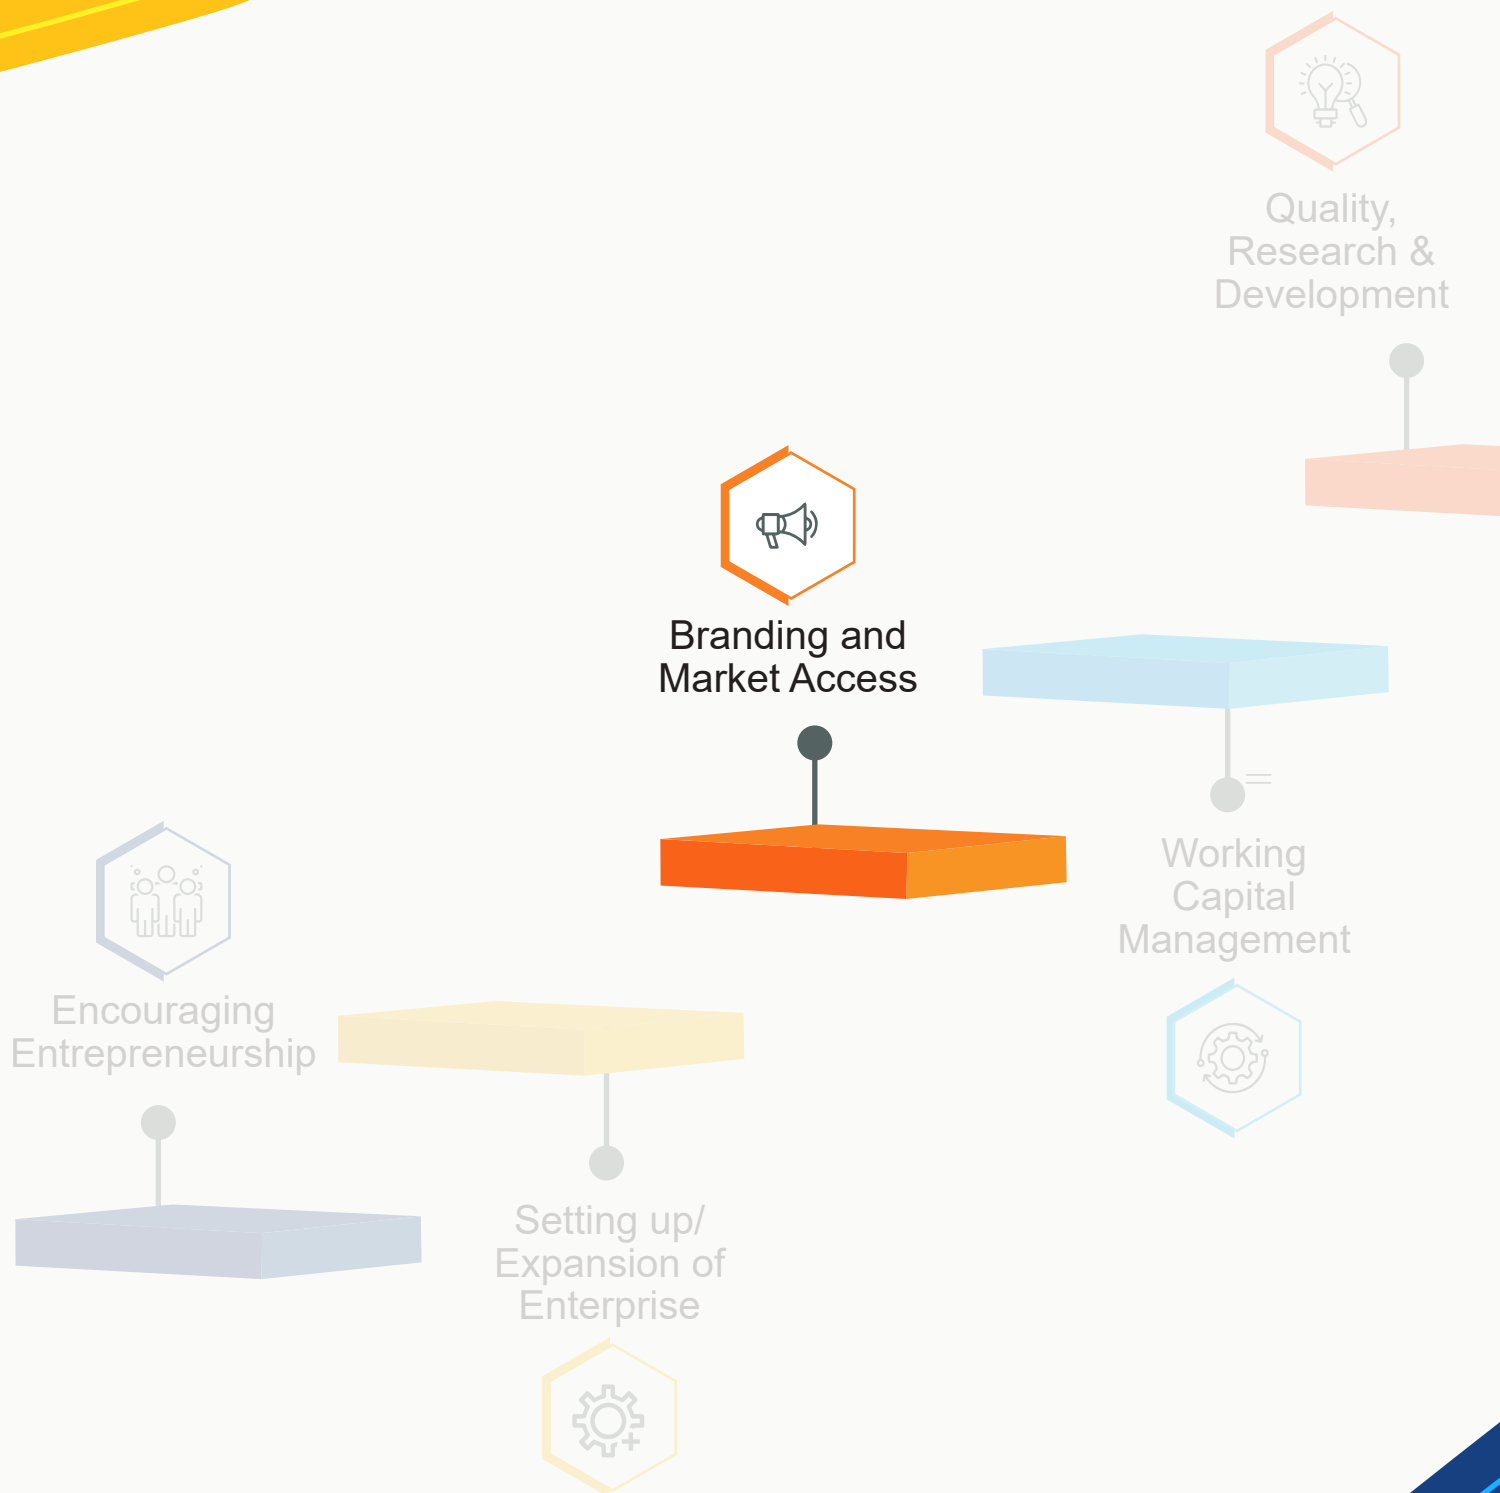 Quality,
Research &
Development
Branding and
Market Access
Working
Capital
Management
Encouraging
Entrepreneurship
Setting up/
Expansion of
Enterprise